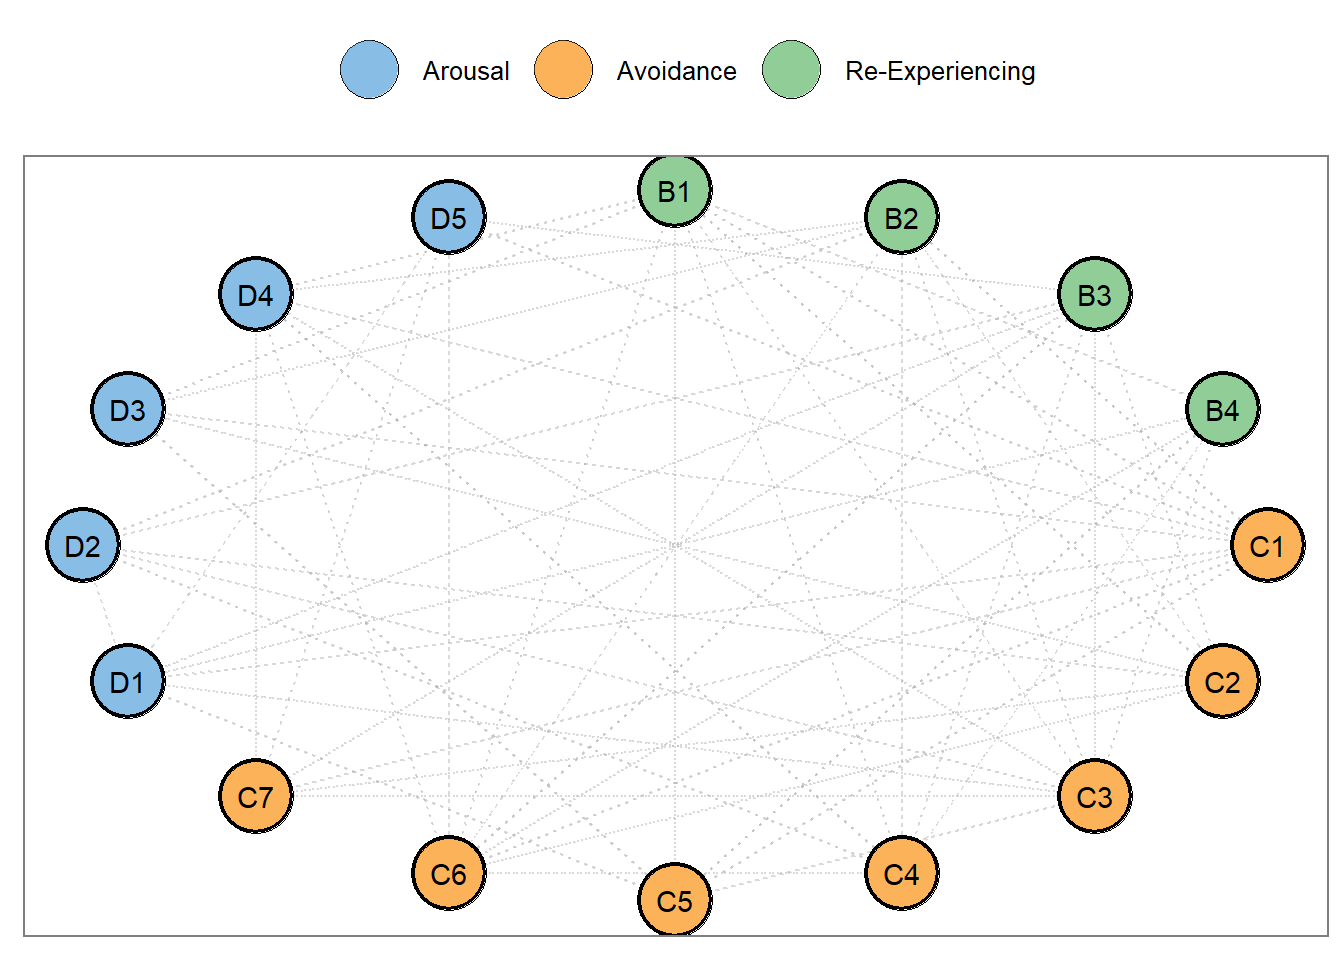 Arousal Avoidance Re-Experiencing
B1
D5 B2
D4 B3
D3 B4
D2 C1
D1 C2
C7 C3
C6 C4
C5